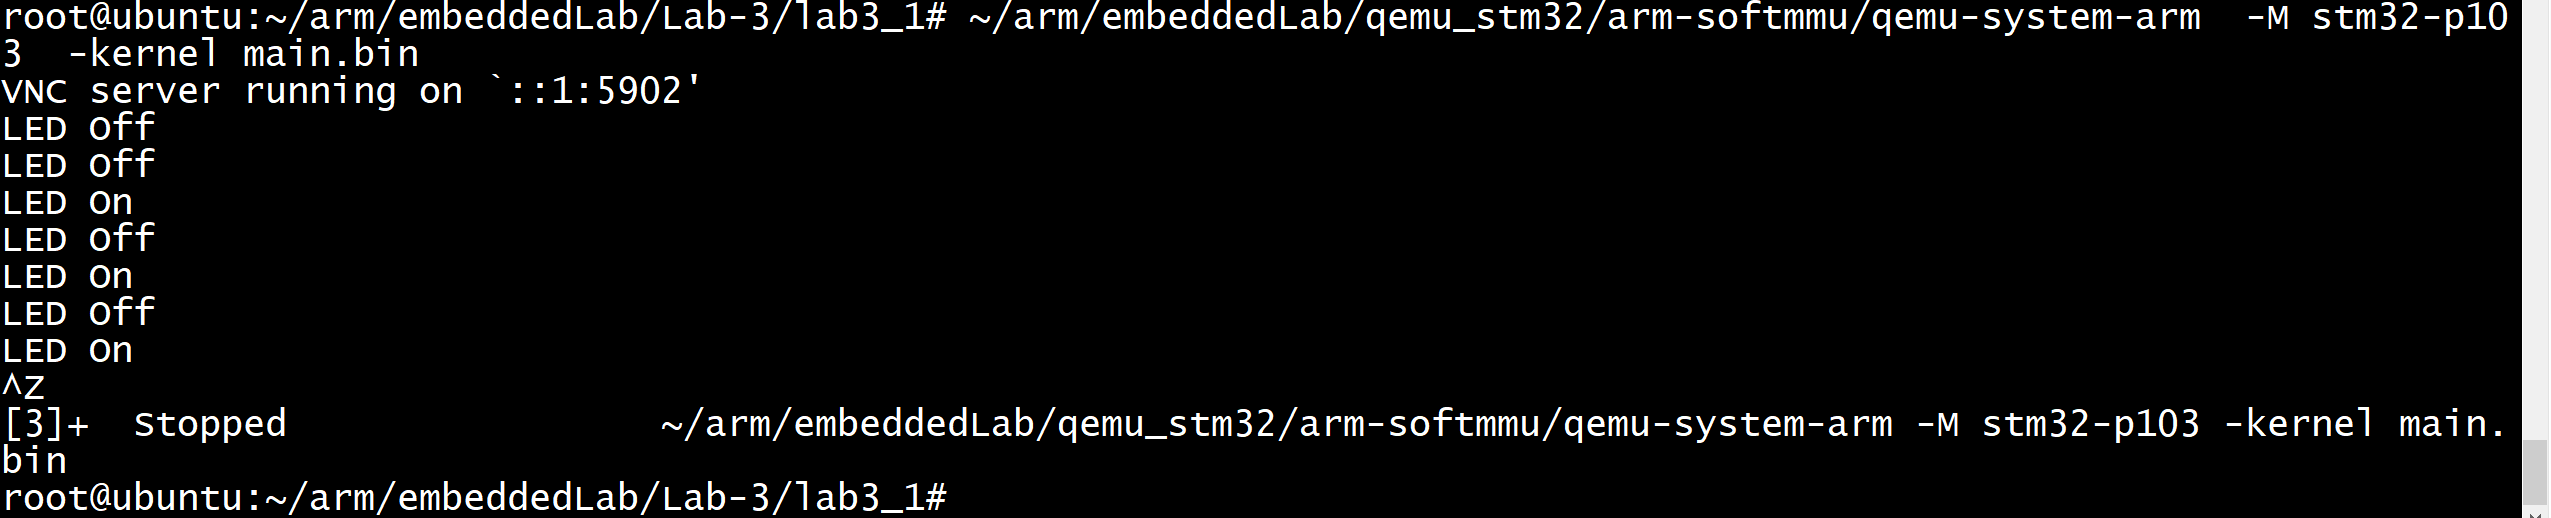 root@ubuntu:~/arm/embeddedLab/Lab-3/lab3_1# ~/arm/embeddedLab/qemu_stm32/arm-softmmu/qemu-system-arm  -M stm32-p10
3  -kernel main.bin
VNC server running on `::1:5902'
LED Off
LED Off
LED On
LED Off
LED On
LED Off
LED On
^Z
[3]+  Stopped                 ~/arm/embeddedLab/qemu_stm32/arm-softmmu/qemu-system-arm -M stm32-p103 -kernel main.
bin
root@ubuntu:~/arm/embeddedLab/Lab-3/lab3_1#